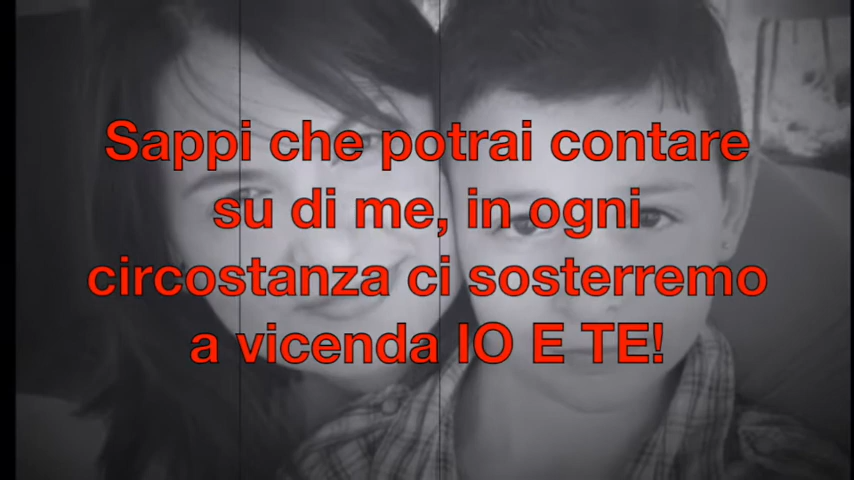 Sappi che potrai contare
su di me, in ogni
circostanza ci sosterremo
a vicenda IO E TE!